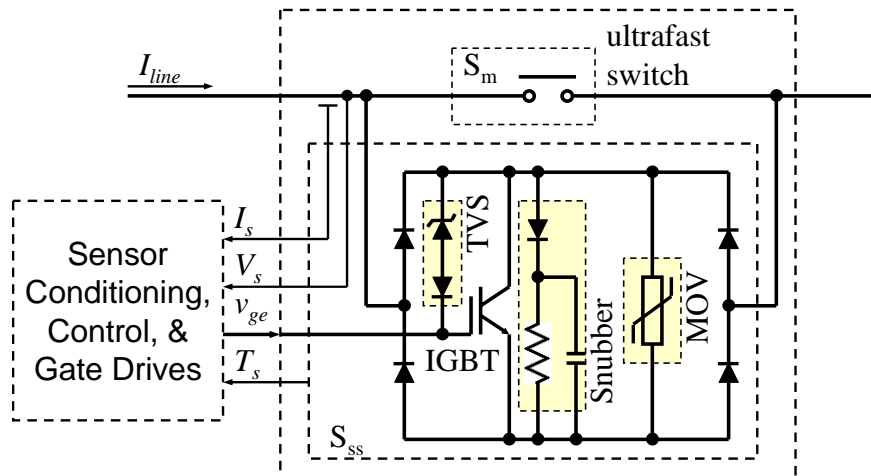 ultrafast
switch
S_m
I_line
I_s
V_s
v_ge
T_s
Sensor
Conditioning,
Control, &
Gate Drives
TVS
IGBT
Snubber
MOV
S_ss